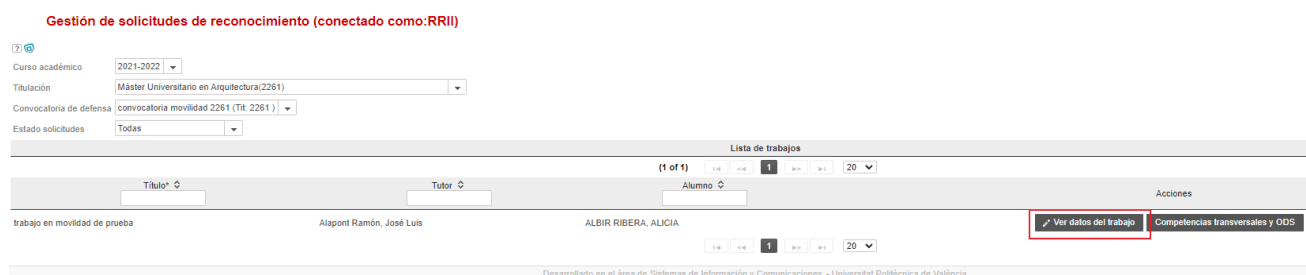 Gestión de solicitudes de reconocimiento (conectado como:RRII)
?
Curso académico 2021-2022
Titulación Máster Universitario en Arquitectura(2261)
Convocatoria de defensa convocatoria movilidad 2261 (Tit: 2261 )
Estado solicitudes Todas
Lista de trabajos
(1 of 1) 1 20
Título* Tutor Alumno Acciones
trabajo en movildad de prueba Alapont Ramón, José Luis ALBIR RIBERA, ALICIA Ver datos del trabajo Competencias transversales y ODS
1 20
Desarrollado en el área de Sistemas de Información y Comunicaciones - Universitat Politècnica de València